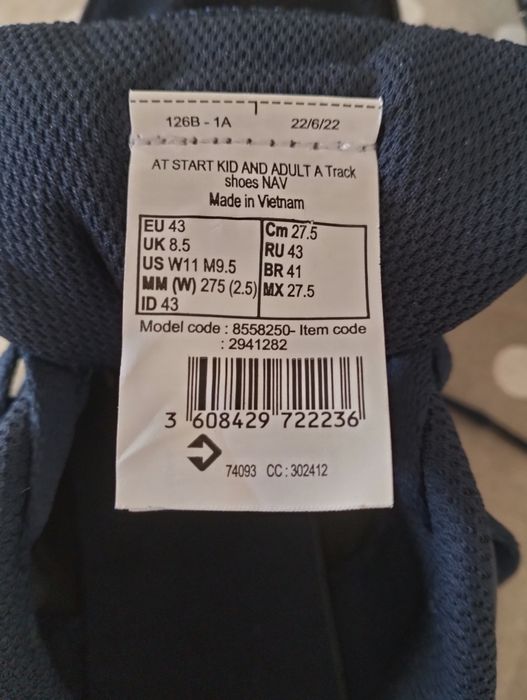 126B - 1A 22/6/22
AT START KID AND ADULT A Track
shoes NAV
Made in Vietnam
EU 43 Cm 27.5
UK 8.5 RU 43
US W11 M9.5 BR 41
MM (W) 275 (2.5) MX 27.5
ID 43
Model code : 8558250- Item code
: 2941282
3 608429 722236
74093 CC : 302412